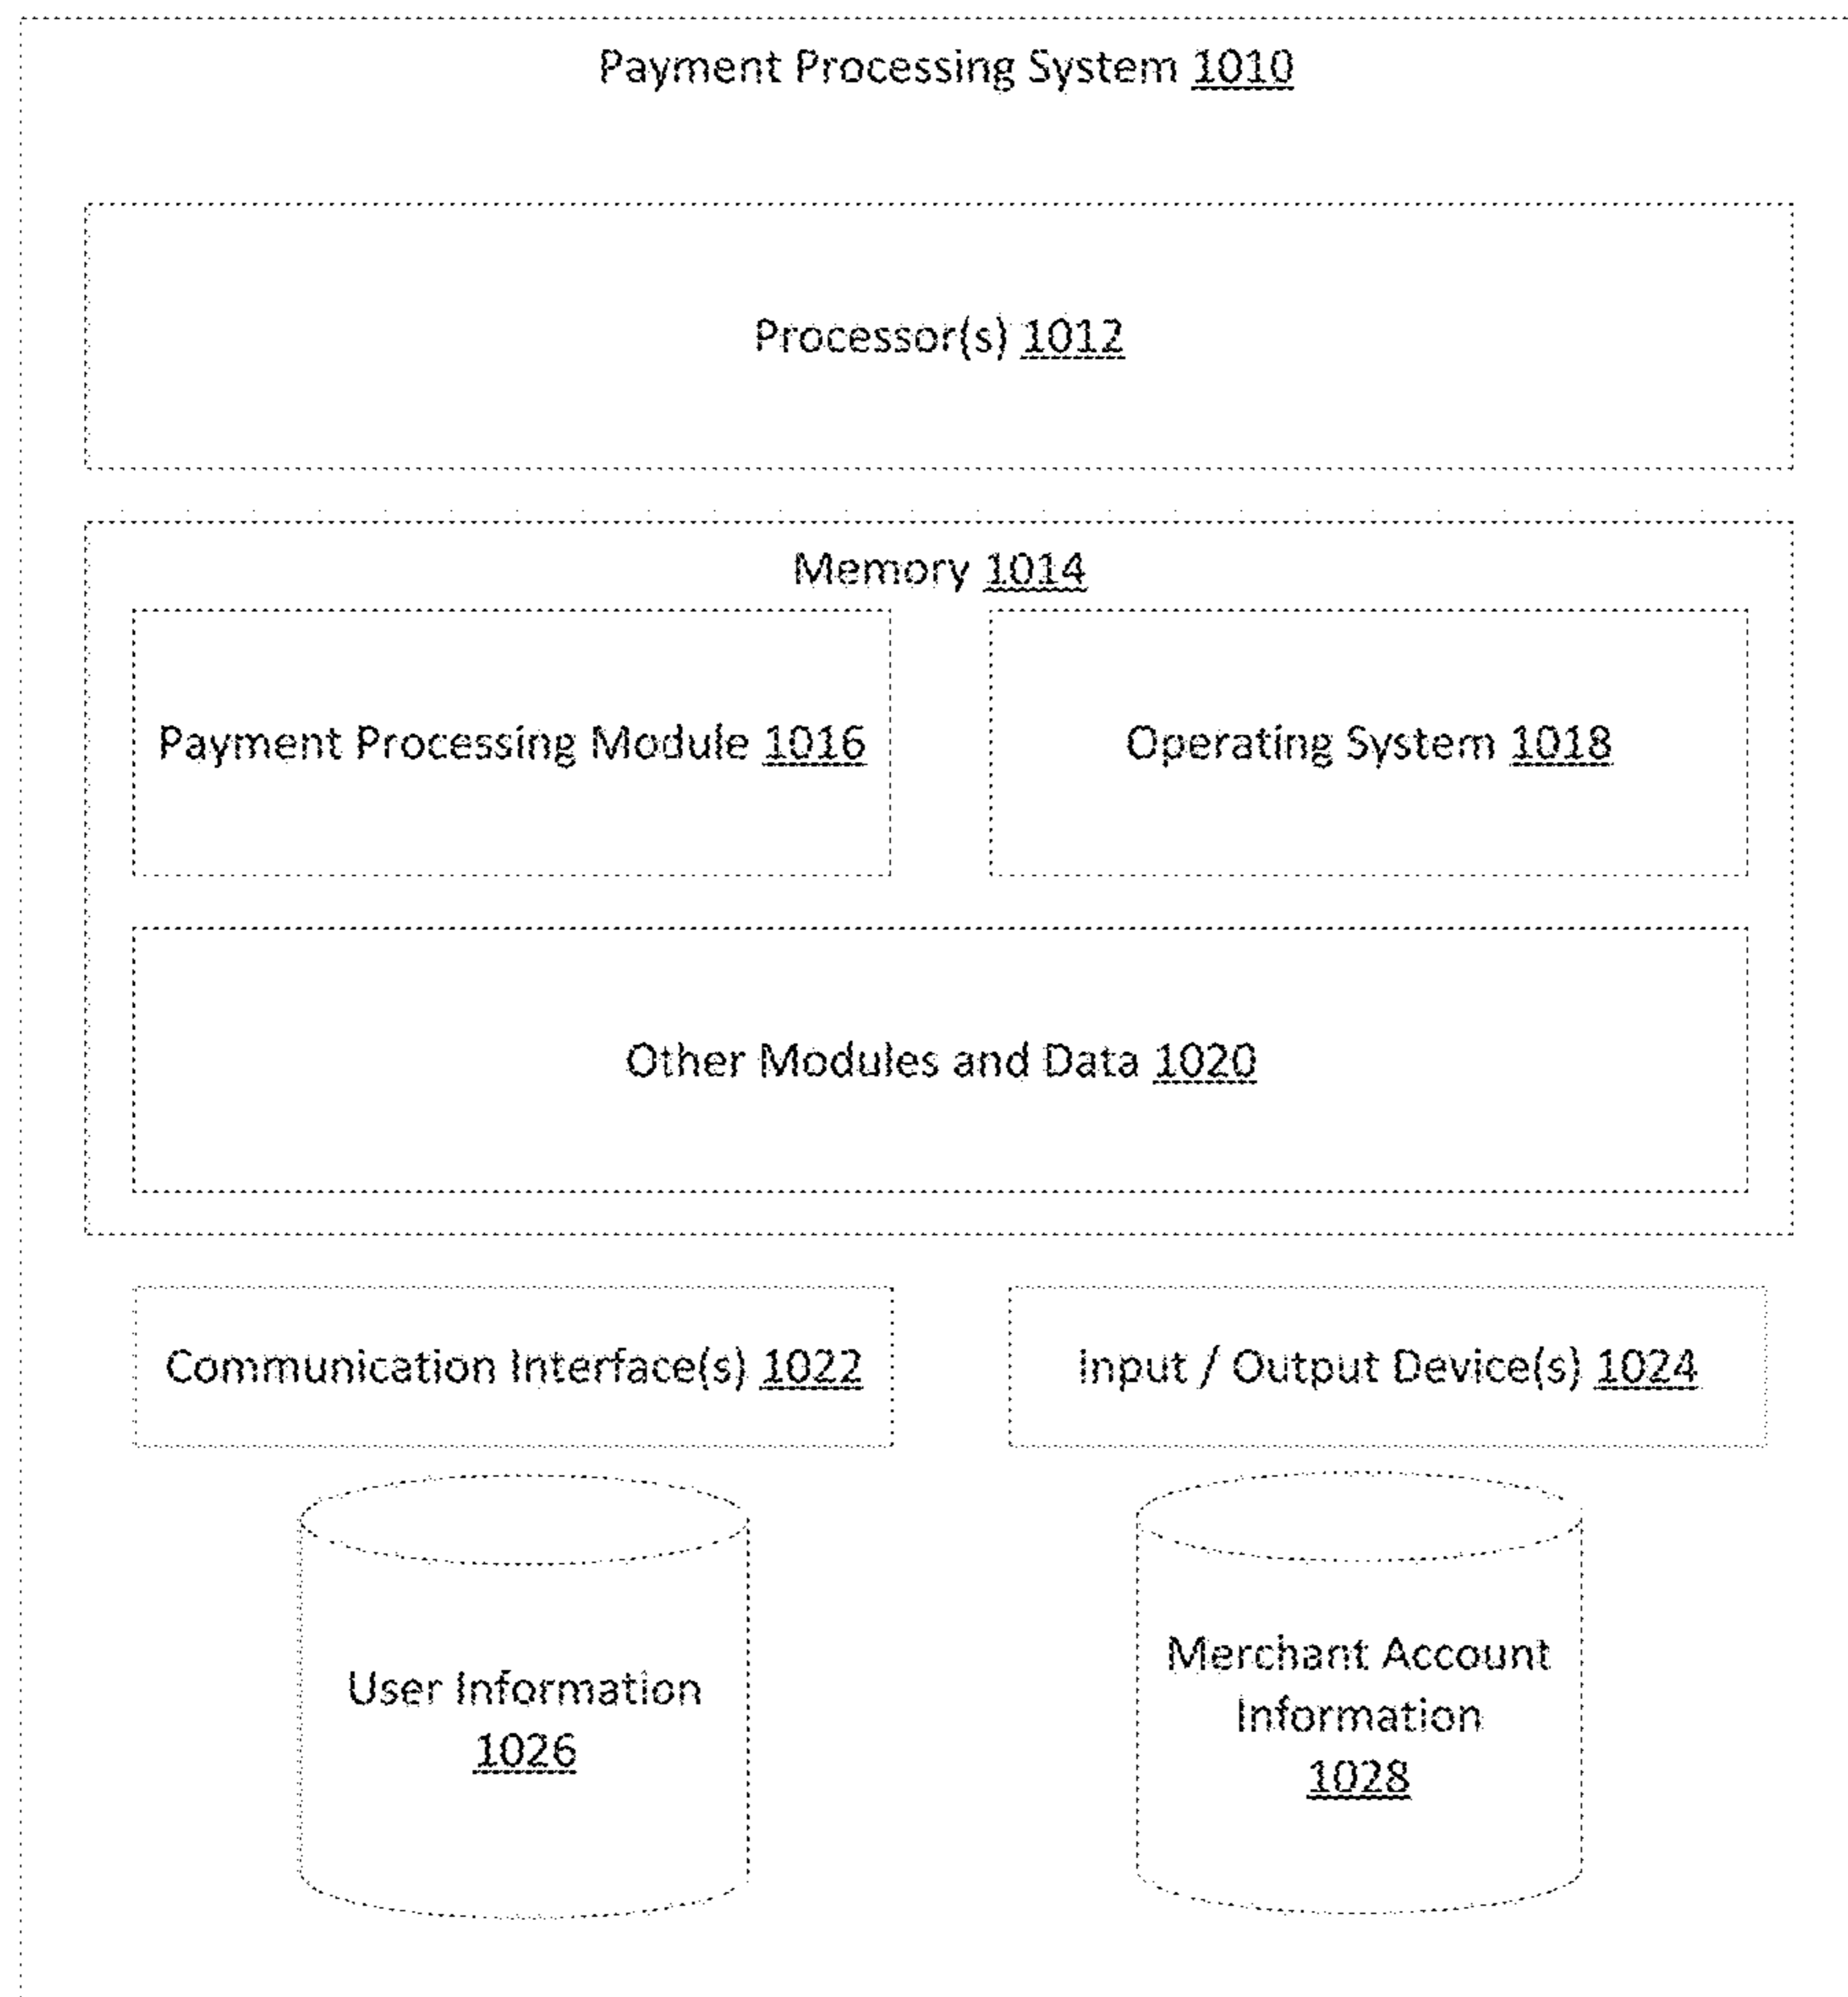 Payment Processing System 1010
Processor(s) 1012
Memory 1014
Payment Processing Module 1016
Operating System 1018
Other Modules and Data 1020
Communication Interface(s) 1022
Input / Output Device(s) 1024
User Information
1026
Merchant Account
Information
1028